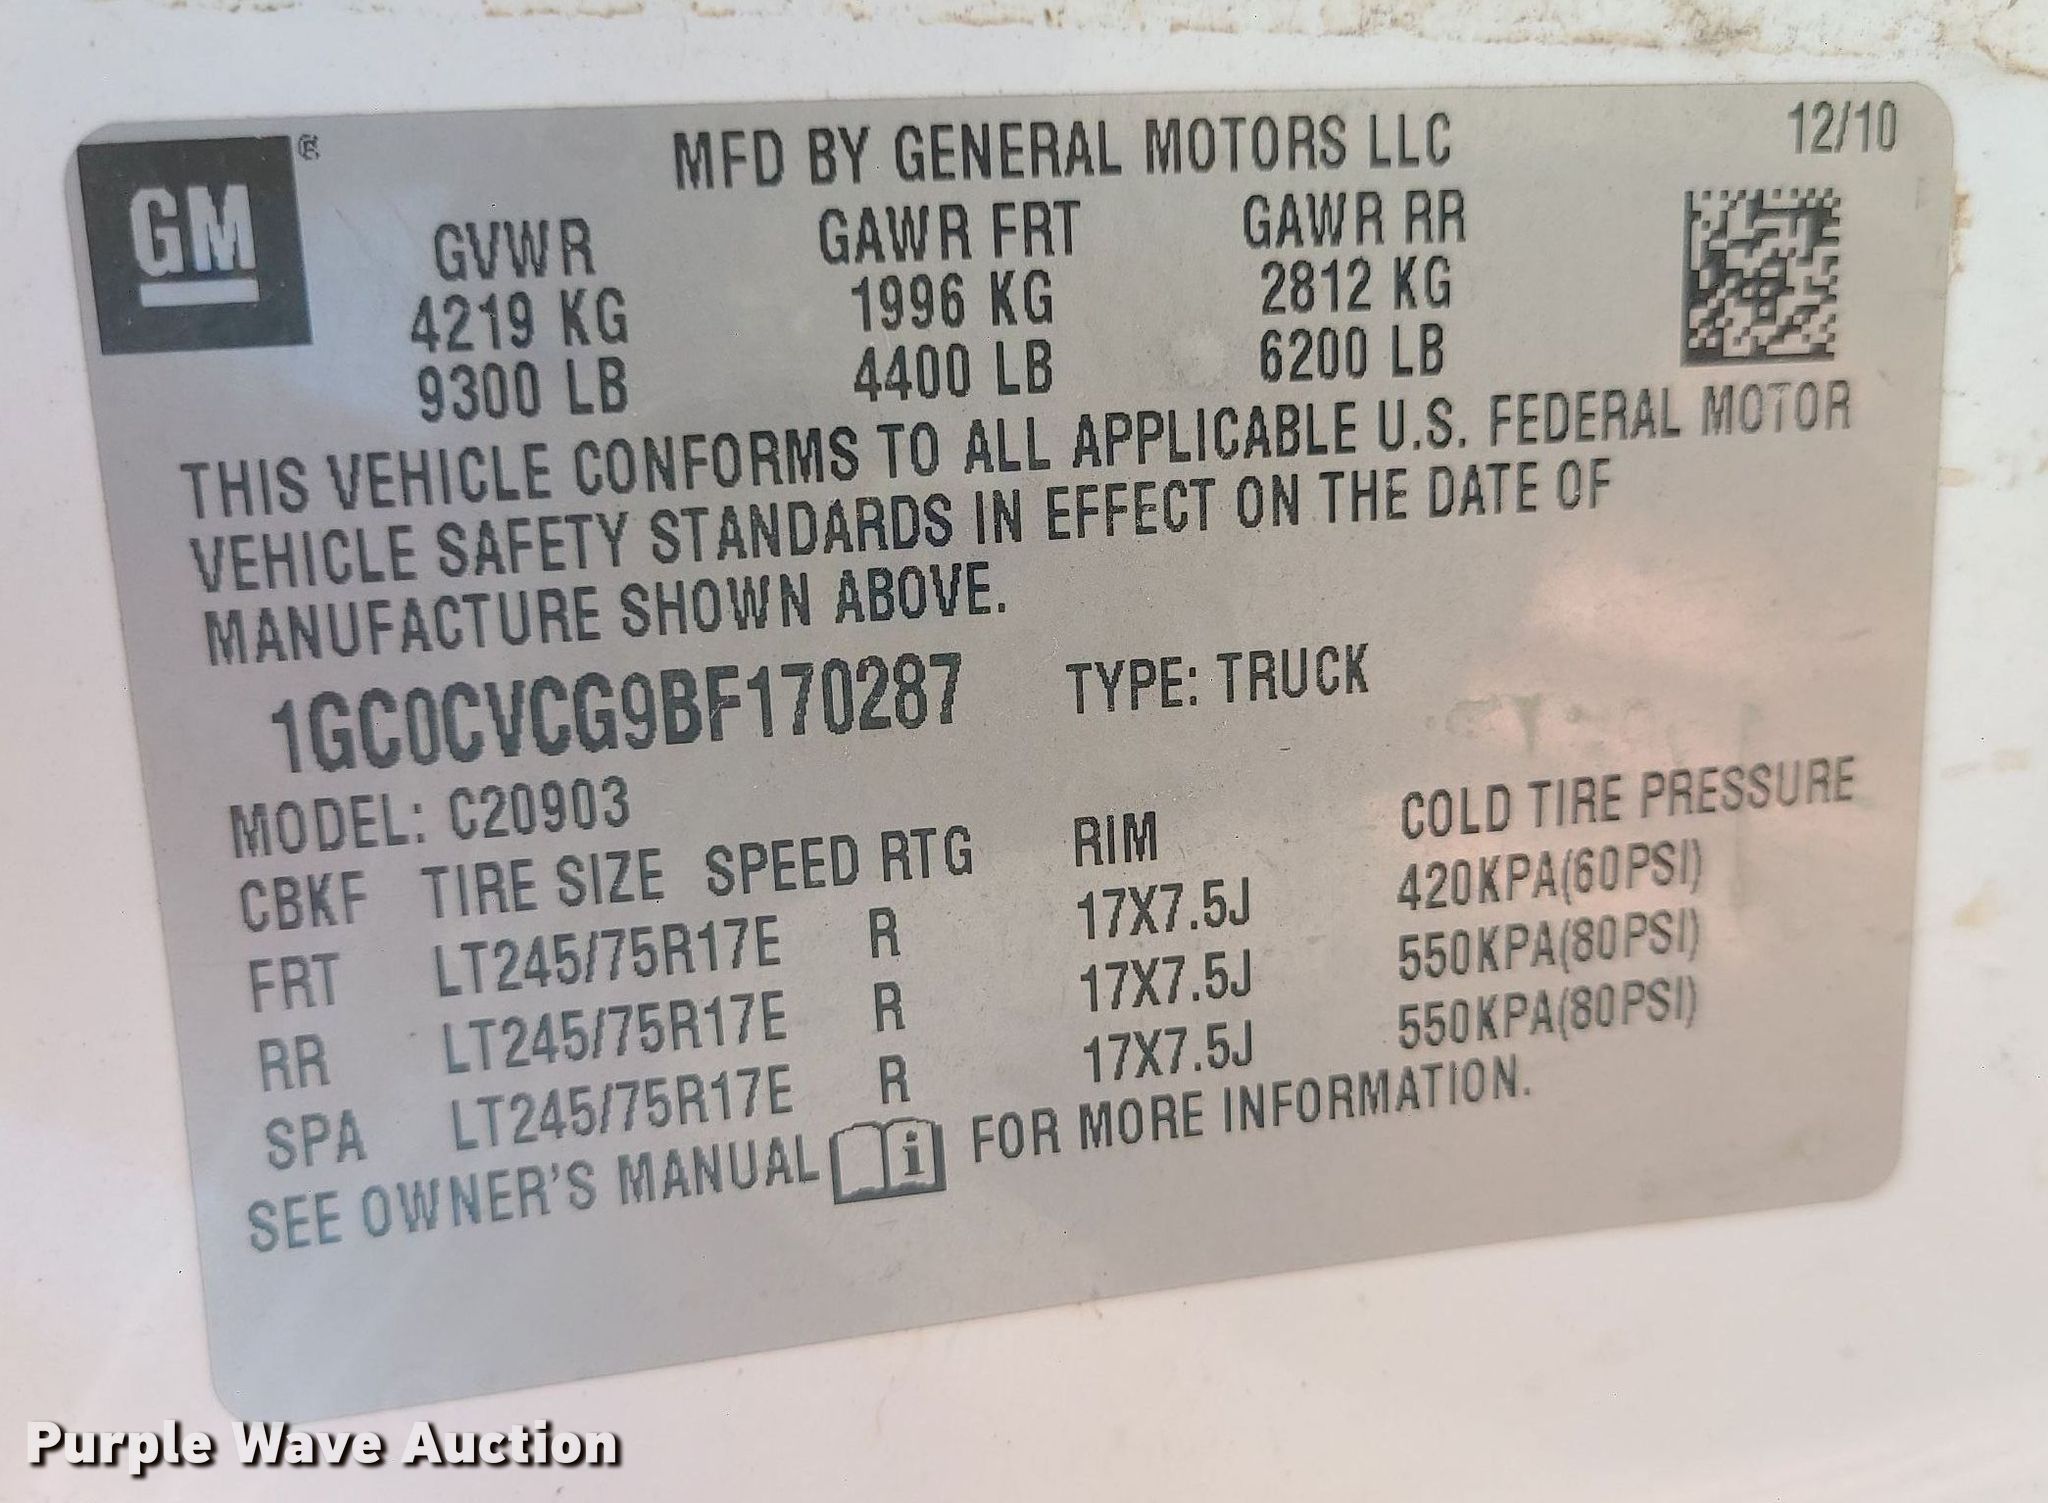 GM ®
MFD BY GENERAL MOTORS LLC 12/10
GVWR GAWR FRT GAWR RR
4219 KG 1996 KG 2812 KG
9300 LB 4400 LB 6200 LB
THIS VEHICLE CONFORMS TO ALL APPLICABLE U.S. FEDERAL MOTOR
VEHICLE SAFETY STANDARDS IN EFFECT ON THE DATE OF
MANUFACTURE SHOWN ABOVE.
1GC0CVCG9BF170287 TYPE: TRUCK
MODEL: C20903
CBKF TIRE SIZE SPEED RTG RIM COLD TIRE PRESSURE
FRT LT245/75R17E R 17X7.5J 420KPA(60PSI)
RR LT245/75R17E R 17X7.5J 550KPA(80PSI)
SPA LT245/75R17E R 17X7.5J 550KPA(80PSI)
SEE OWNER'S MANUAL i FOR MORE INFORMATION.
Purple Wave Auction